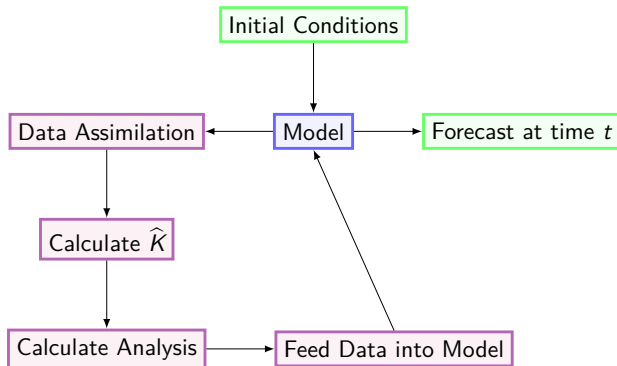 Initial Conditions
Data Assimilation
Model
Forecast at time t
Calculate K̂
Calculate Analysis
Feed Data into Model